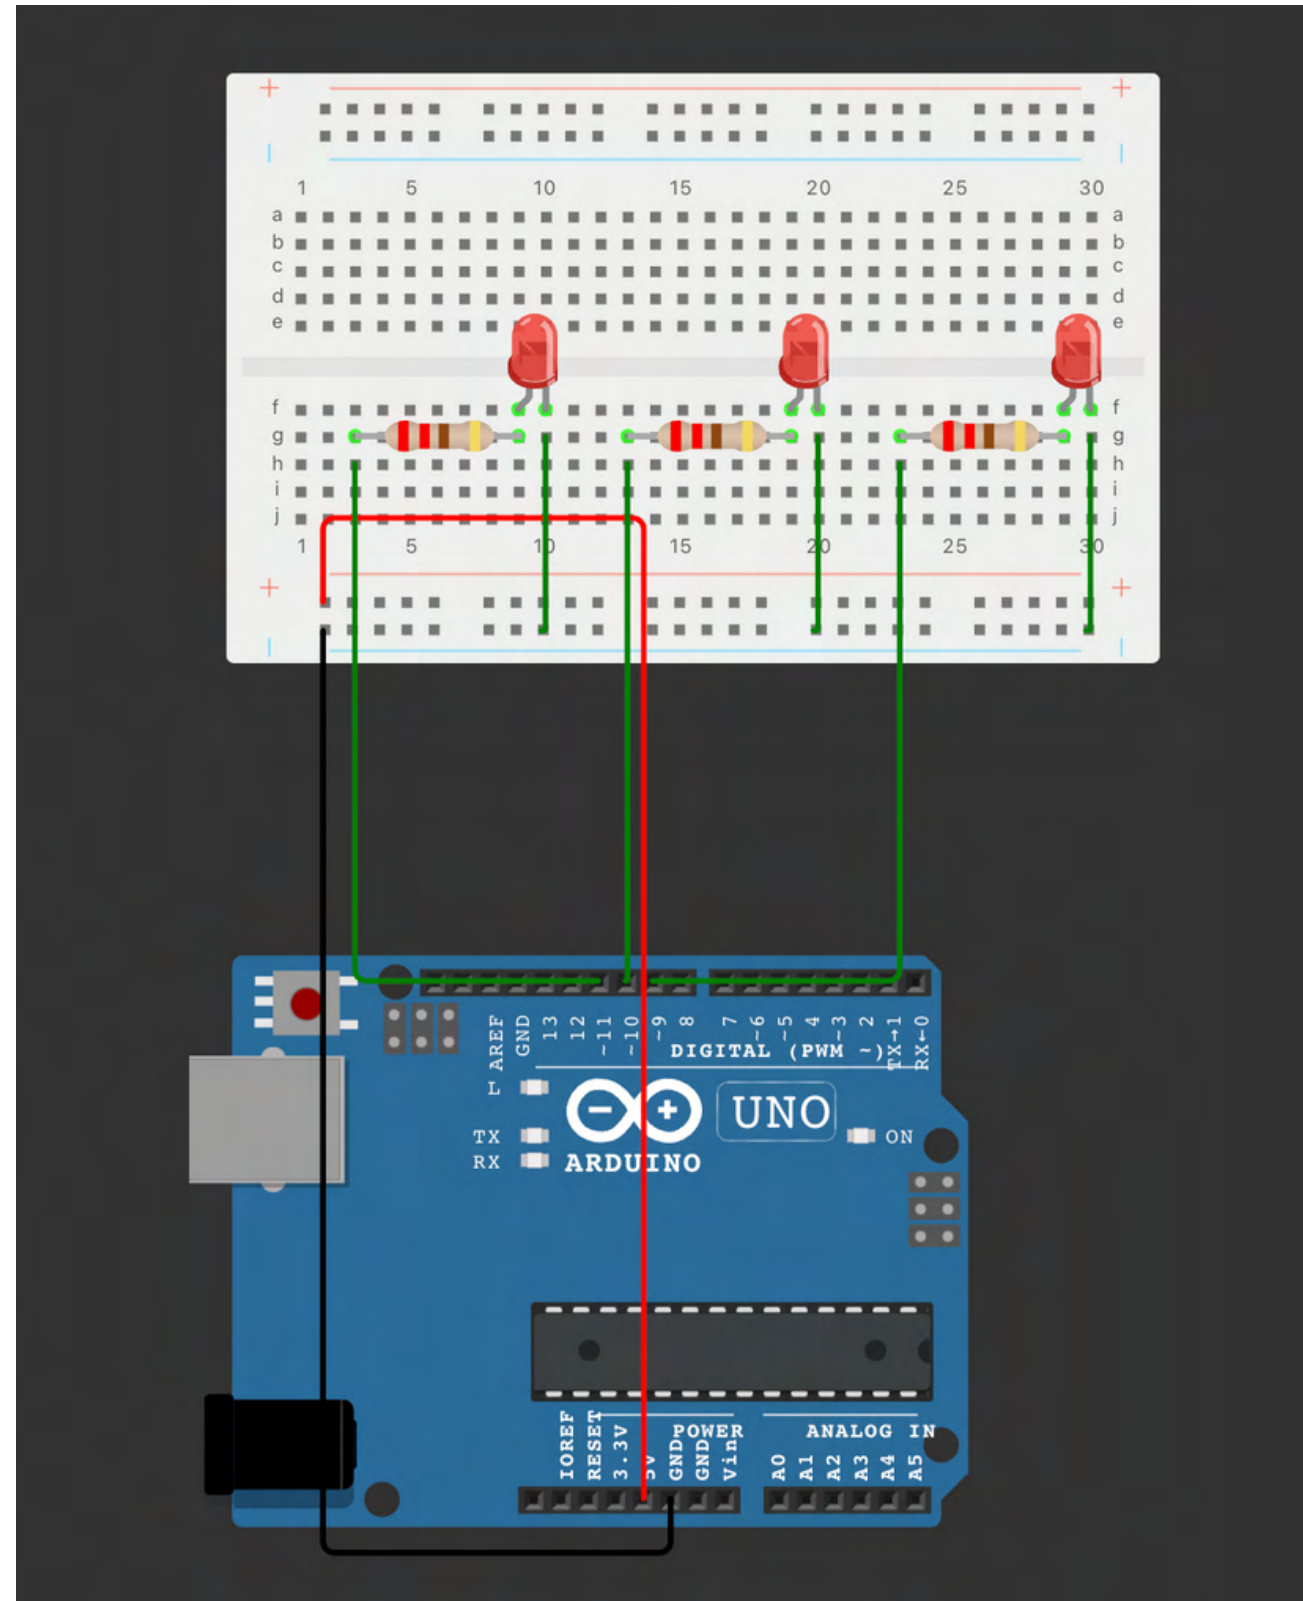 + +
| |
1 5 10 15 20 25 30
a a
b b
c c
d d
e e
f f
g g
h h
i i
j j
1 5 10 15 20 25 30
+ +
| |
AREF GND 13 12 ~11 ~10 ~9 8 ~7 ~6 ~5 4 ~3 2 TX→1 RX←0
DIGITAL (PWM ~)
L
UNO
TX ON
RX ARDUINO
POWER ANALOG IN
IOREF RESET 3.3V 5V GND GND Vin A0 A1 A2 A3 A4 A5